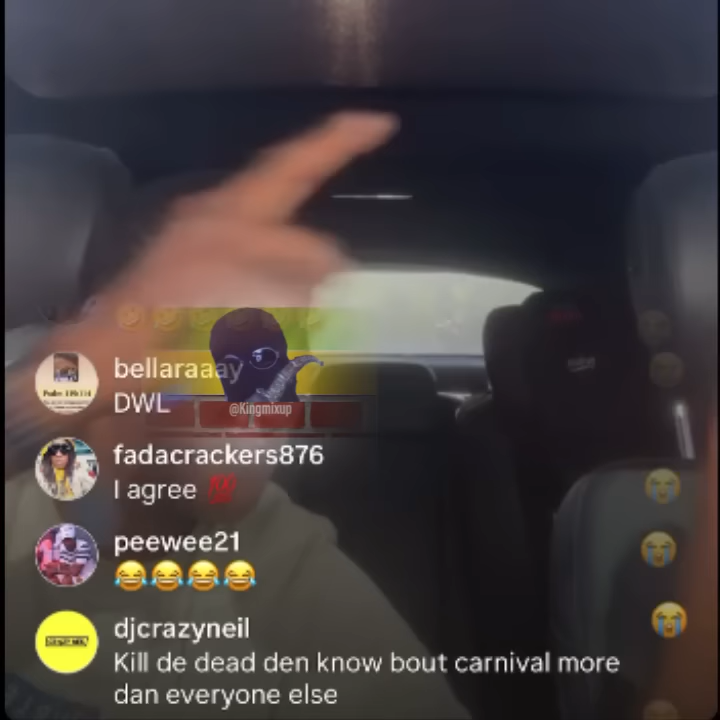 bellaraaay
DWL
@Kingmixup
fadacrackers876
I agree 💯
peewee21
😂😂😂😂
djcrazyneil
Kill de dead den know bout carnival more
dan everyone else